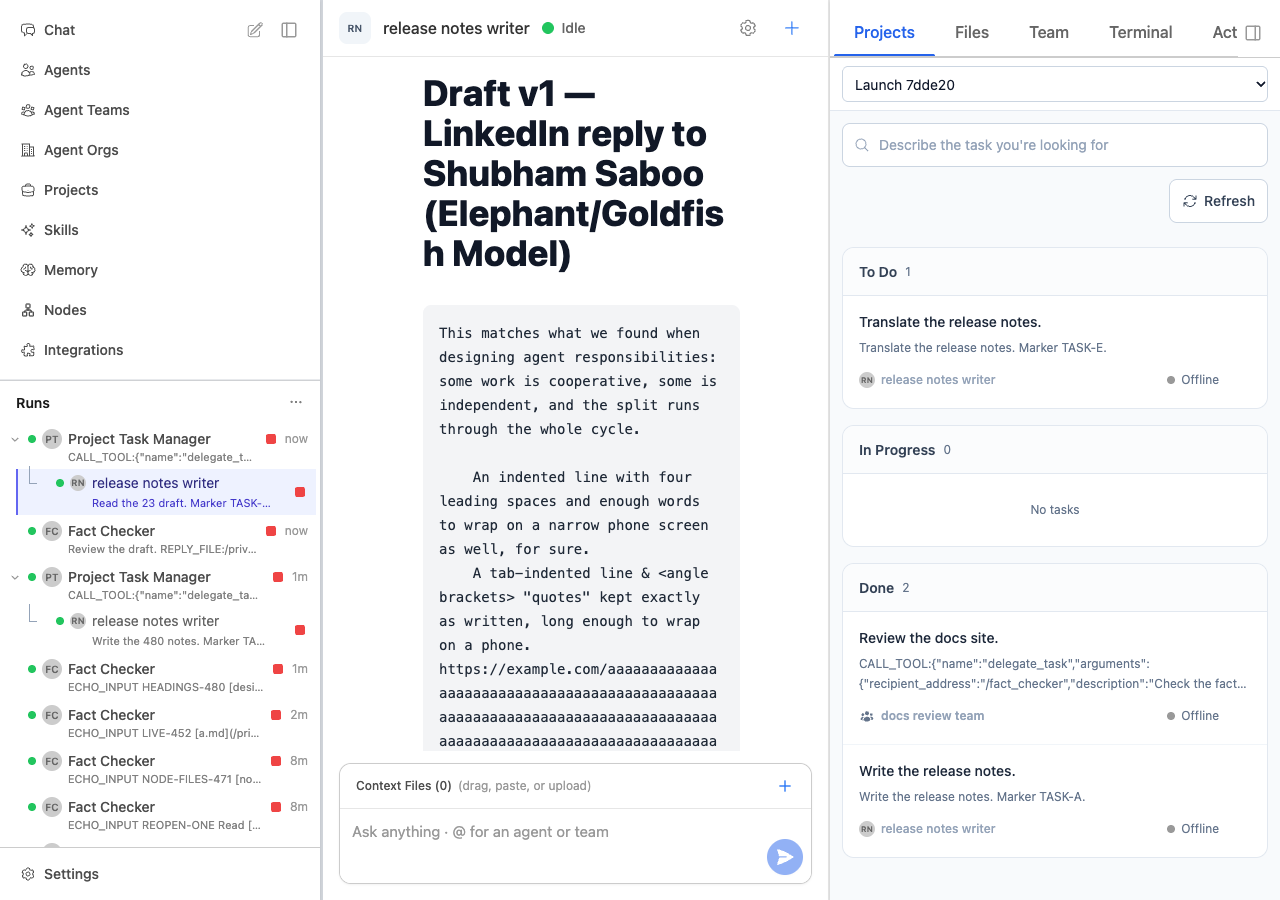 Chat
Agents
Agent Teams
Agent Orgs
Projects
Skills
Memory
Nodes
Integrations
Runs
PT Project Task Manager now
CALL_TOOL:{"name":"delegate_t...
RN release notes writer
Read the 23 draft. Marker TASK-...
FC Fact Checker now
Review the draft. REPLY_FILE:/priv...
PT Project Task Manager 1m
CALL_TOOL:{"name":"delegate_ta...
RN release notes writer
Write the 480 notes. Marker TA...
FC Fact Checker 1m
ECHO_INPUT HEADINGS-480 [desi...
FC Fact Checker 2m
ECHO_INPUT LIVE-452 [a.md](/pri...
FC Fact Checker 8m
ECHO_INPUT NODE-FILES-471 [no...
FC Fact Checker 8m
ECHO_INPUT REOPEN-ONE Read [...
Settings
RN release notes writer Idle
Draft v1 —
LinkedIn reply to
Shubham Saboo
(Elephant/Goldfis
h Model)
This matches what we found when
designing agent responsibilities:
some work is cooperative, some is
independent, and the split runs
through the whole cycle.
An indented line with four
leading spaces and enough words
to wrap on a narrow phone screen
as well, for sure.
A tab-indented line & <angle
brackets> "quotes" kept exactly
as written, long enough to wrap
on a phone.
https://example.com/aaaaaaaaaaaaa
aaaaaaaaaaaaaaaaaaaaaaaaaaaaaaaaa
aaaaaaaaaaaaaaaaaaaaaaaaaaaaaaaaa
aaaaaaaaaaaaaaaaaaaaaaaaaaaaaaaaa
Context Files (0) (drag, paste, or upload)
Ask anything · @ for an agent or team
Projects Files Team Terminal Act
Launch 7dde20
Describe the task you're looking for
Refresh
To Do 1
Translate the release notes.
Translate the release notes. Marker TASK-E.
RN release notes writer Offline
In Progress 0
No tasks
Done 2
Review the docs site.
CALL_TOOL:{"name":"delegate_task","arguments":
{"recipient_address":"/fact_checker","description":"Check the fact...
docs review team Offline
Write the release notes.
Write the release notes. Marker TASK-A.
RN release notes writer Offline